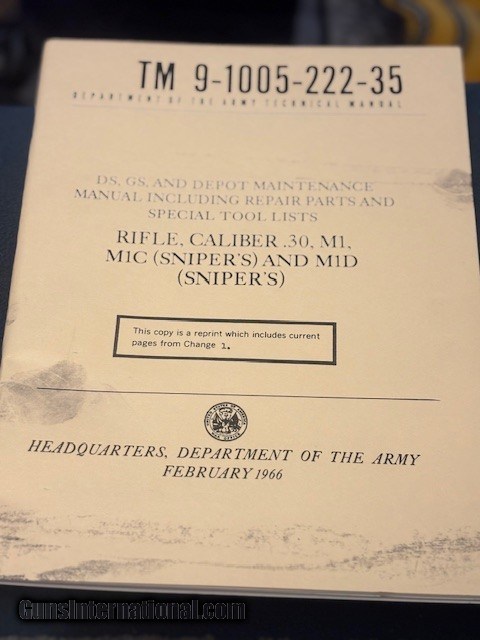 TM 9-1005-222-35
DEPARTMENT OF THE ARMY TECHNICAL MANUAL
DS, GS, AND DEPOT MAINTENANCE
MANUAL INCLUDING REPAIR PARTS AND
SPECIAL TOOL LISTS
RIFLE, CALIBER .30, M1,
M1C (SNIPER'S) AND M1D
(SNIPER'S)
This copy is a reprint which includes current
pages from Change 1.
HEADQUARTERS, DEPARTMENT OF THE ARMY
FEBRUARY 1966
GunsInternational.com